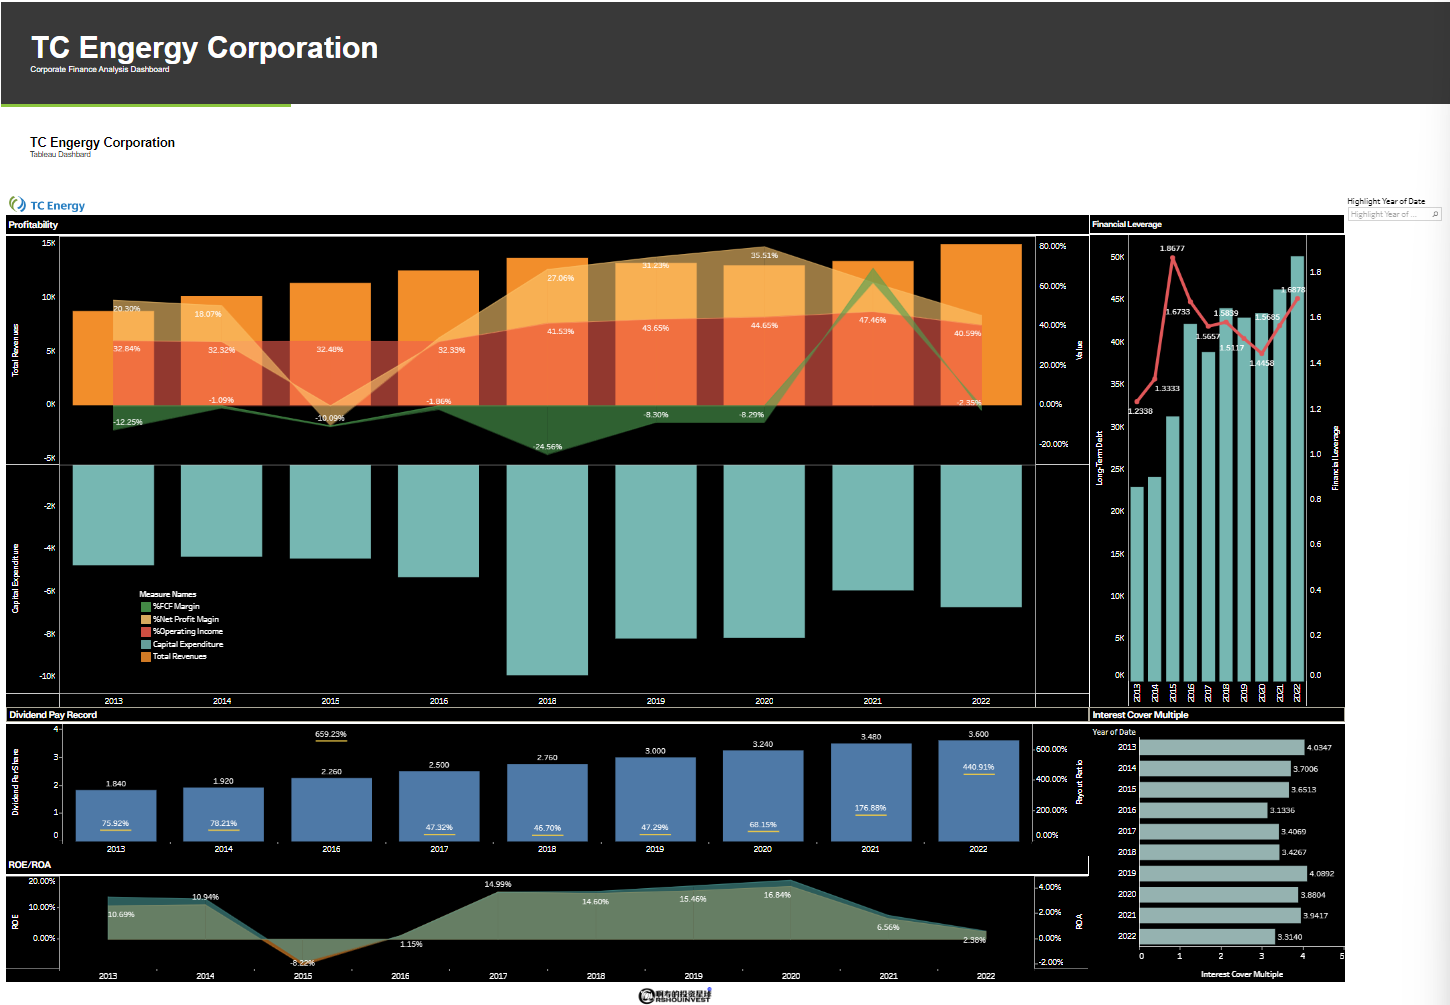 TC Engergy Corporation
Corporate Finance Analysis Dashboard
TC Engergy Corporation
Tableau Dashbard
TC Energy
Highlight Year of Date
Highlight Year of ...
Profitability
Financial Leverage
15K
10K
5K
0K
-5K
Total Revenues
80.00%
60.00%
40.00%
20.00%
0.00%
-20.00%
Value
20.30%
18.07%
-10.09%
27.06%
31.23%
35.51%
32.84%
32.32%
32.48%
32.33%
41.53%
43.65%
44.65%
47.46%
40.59%
-12.25%
-1.09%
-1.86%
-24.56%
-8.30%
-8.29%
-2.35%
-2K
-4K
-6K
-8K
-10K
Capital Expenditure
Measure Names
%FCF Margin
%Net Profit Magin
%Operating Income
Capital Expenditure
Total Revenues
2013 2014 2015 2016 2017 2018 2019 2020 2021 2022
50K
45K
40K
35K
30K
25K
20K
15K
10K
5K
0K
Long-Term Debt
1.8
1.6
1.4
1.2
1.0
0.8
0.6
0.4
0.2
0.0
Financial Leverage
1.2338
1.3333
1.8677
1.6733
1.5657
1.5839
1.5117
1.4458
1.5685
1.6878
2013 2014 2015 2016 2017 2018 2019 2020 2021 2022
Dividend Pay Record
4
3
2
1
0
Dividend Per Share
600.00%
400.00%
200.00%
0.00%
Payout Ratio
1.840
1.920
2.260
2.500
2.760
3.000
3.240
3.480
3.600
75.92%
78.21%
659.23%
47.32%
46.70%
47.29%
68.15%
176.88%
440.91%
2013 2014 2016 2017 2018 2019 2020 2021 2022
ROE/ROA
20.00%
10.00%
0.00%
ROE
4.00%
2.00%
0.00%
-2.00%
ROA
10.69%
10.94%
-8.22%
1.15%
14.99%
14.60%
15.46%
16.84%
6.56%
2.38%
2013 2014 2015 2016 2017 2018 2019 2020 2021 2022
Interest Cover Multiple
Year of Date
2013 4.0347
2014 3.7006
2015 3.6513
2016 3.1336
2017 3.4069
2018 3.4267
2019 4.0892
2020 3.8804
2021 3.9417
2022 3.3140
0 1 2 3 4 5
Interest Cover Multiple
啊寿的投资星球
RSHOUINVEST